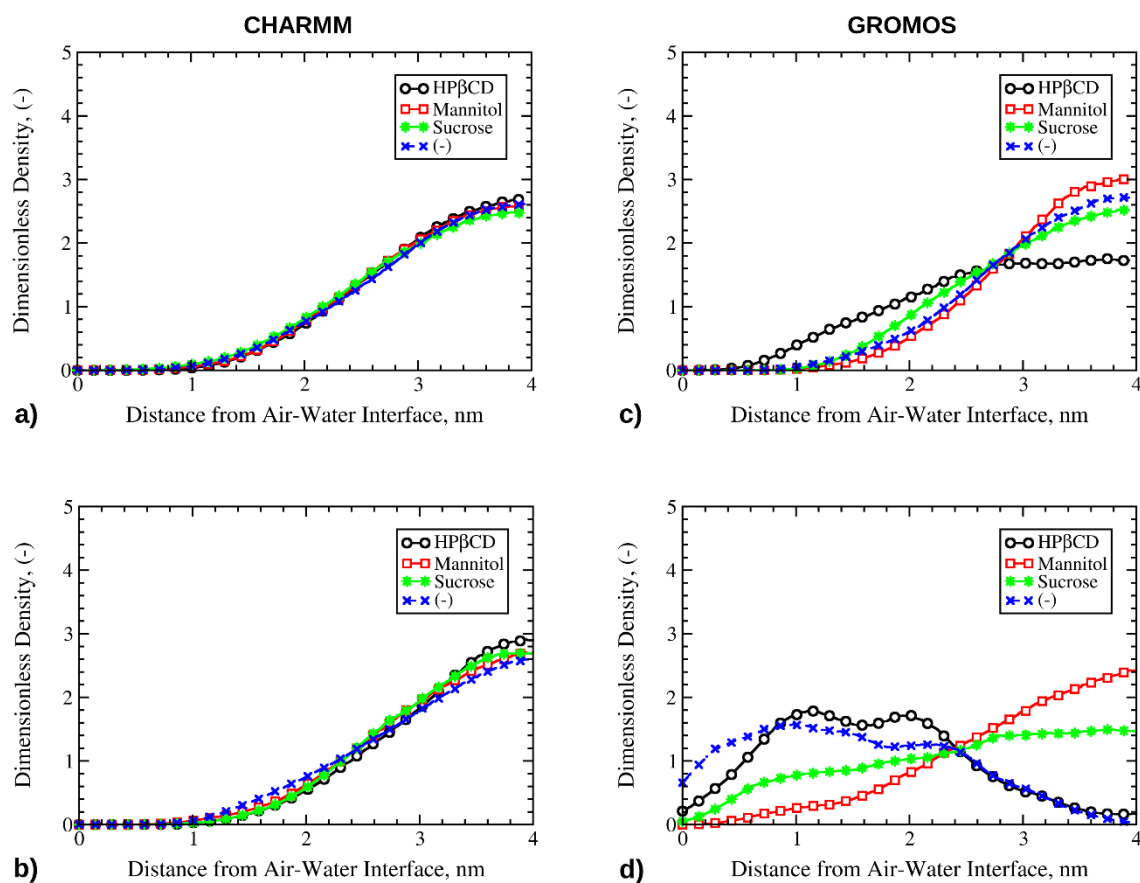 CHARMM
5
4
3
2
1
0
0 1 2 3 4
Dimensionless Density, (-)
HPβCD
Mannitol
Sucrose
(-)
a) Distance from Air-Water Interface, nm
GROMOS
5
4
3
2
1
0
0 1 2 3 4
Dimensionless Density, (-)
HPβCD
Mannitol
Sucrose
(-)
c) Distance from Air-Water Interface, nm
5
4
3
2
1
0
0 1 2 3 4
Dimensionless Density, (-)
HPβCD
Mannitol
Sucrose
(-)
b) Distance from Air-Water Interface, nm
5
4
3
2
1
0
0 1 2 3 4
Dimensionless Density, (-)
HPβCD
Mannitol
Sucrose
(-)
d) Distance from Air-Water Interface, nm